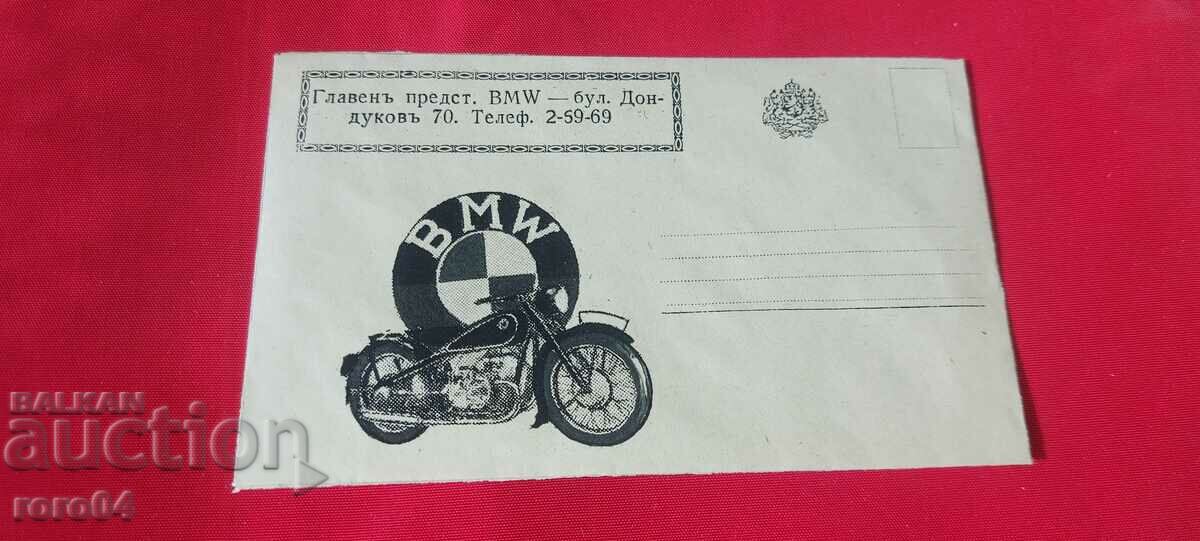 Главенъ предст. BMW — бул. Дон-
дуковъ 70. Телеф. 2-59-69
BMW
BALKAN
auction
roro04